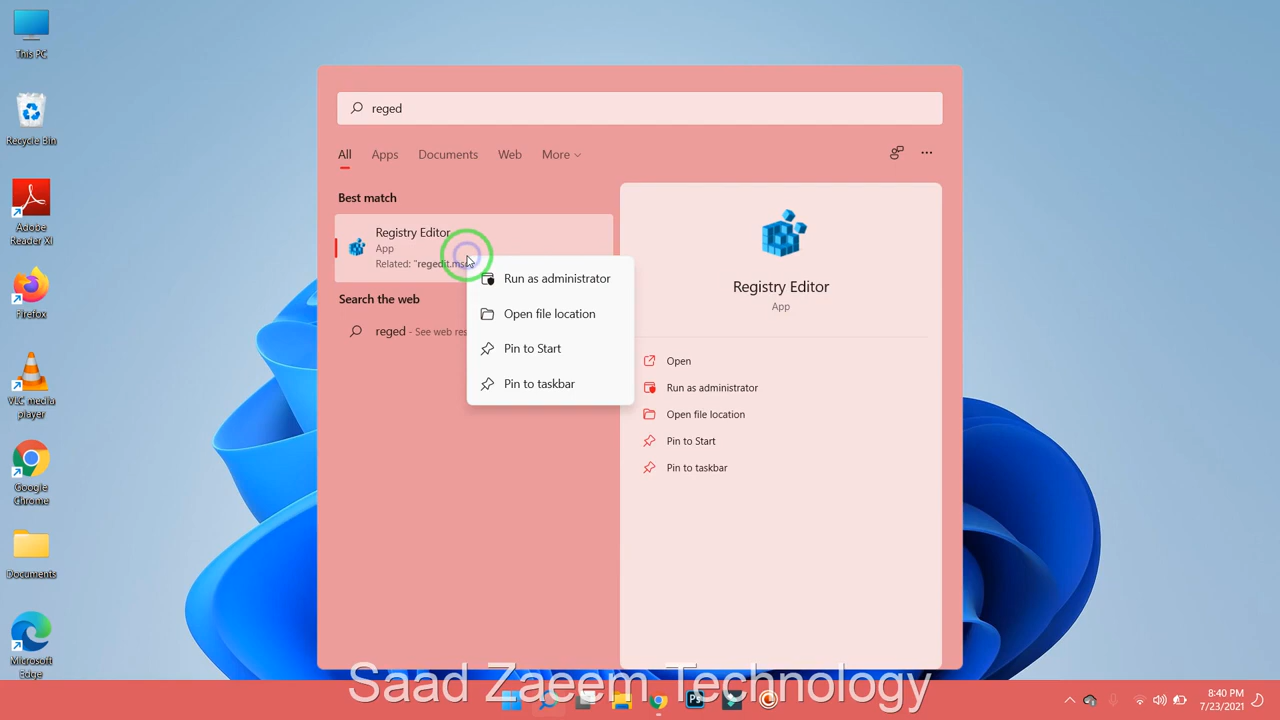 This PC
Recycle Bin
Adobe
Reader XI
Firefox
VLC media
player
Google
Chrome
Documents
Microsoft
Edge
reged
All Apps Documents Web More
Best match
Registry Editor
App
Related: "regedit.ms
Search the web
reged - See web res
Run as administrator
Open file location
Pin to Start
Pin to taskbar
Registry Editor
App
Open
Run as administrator
Open file location
Pin to Start
Pin to taskbar
Saad Zaeem Technology
Ps
8:40 PM
7/23/2021